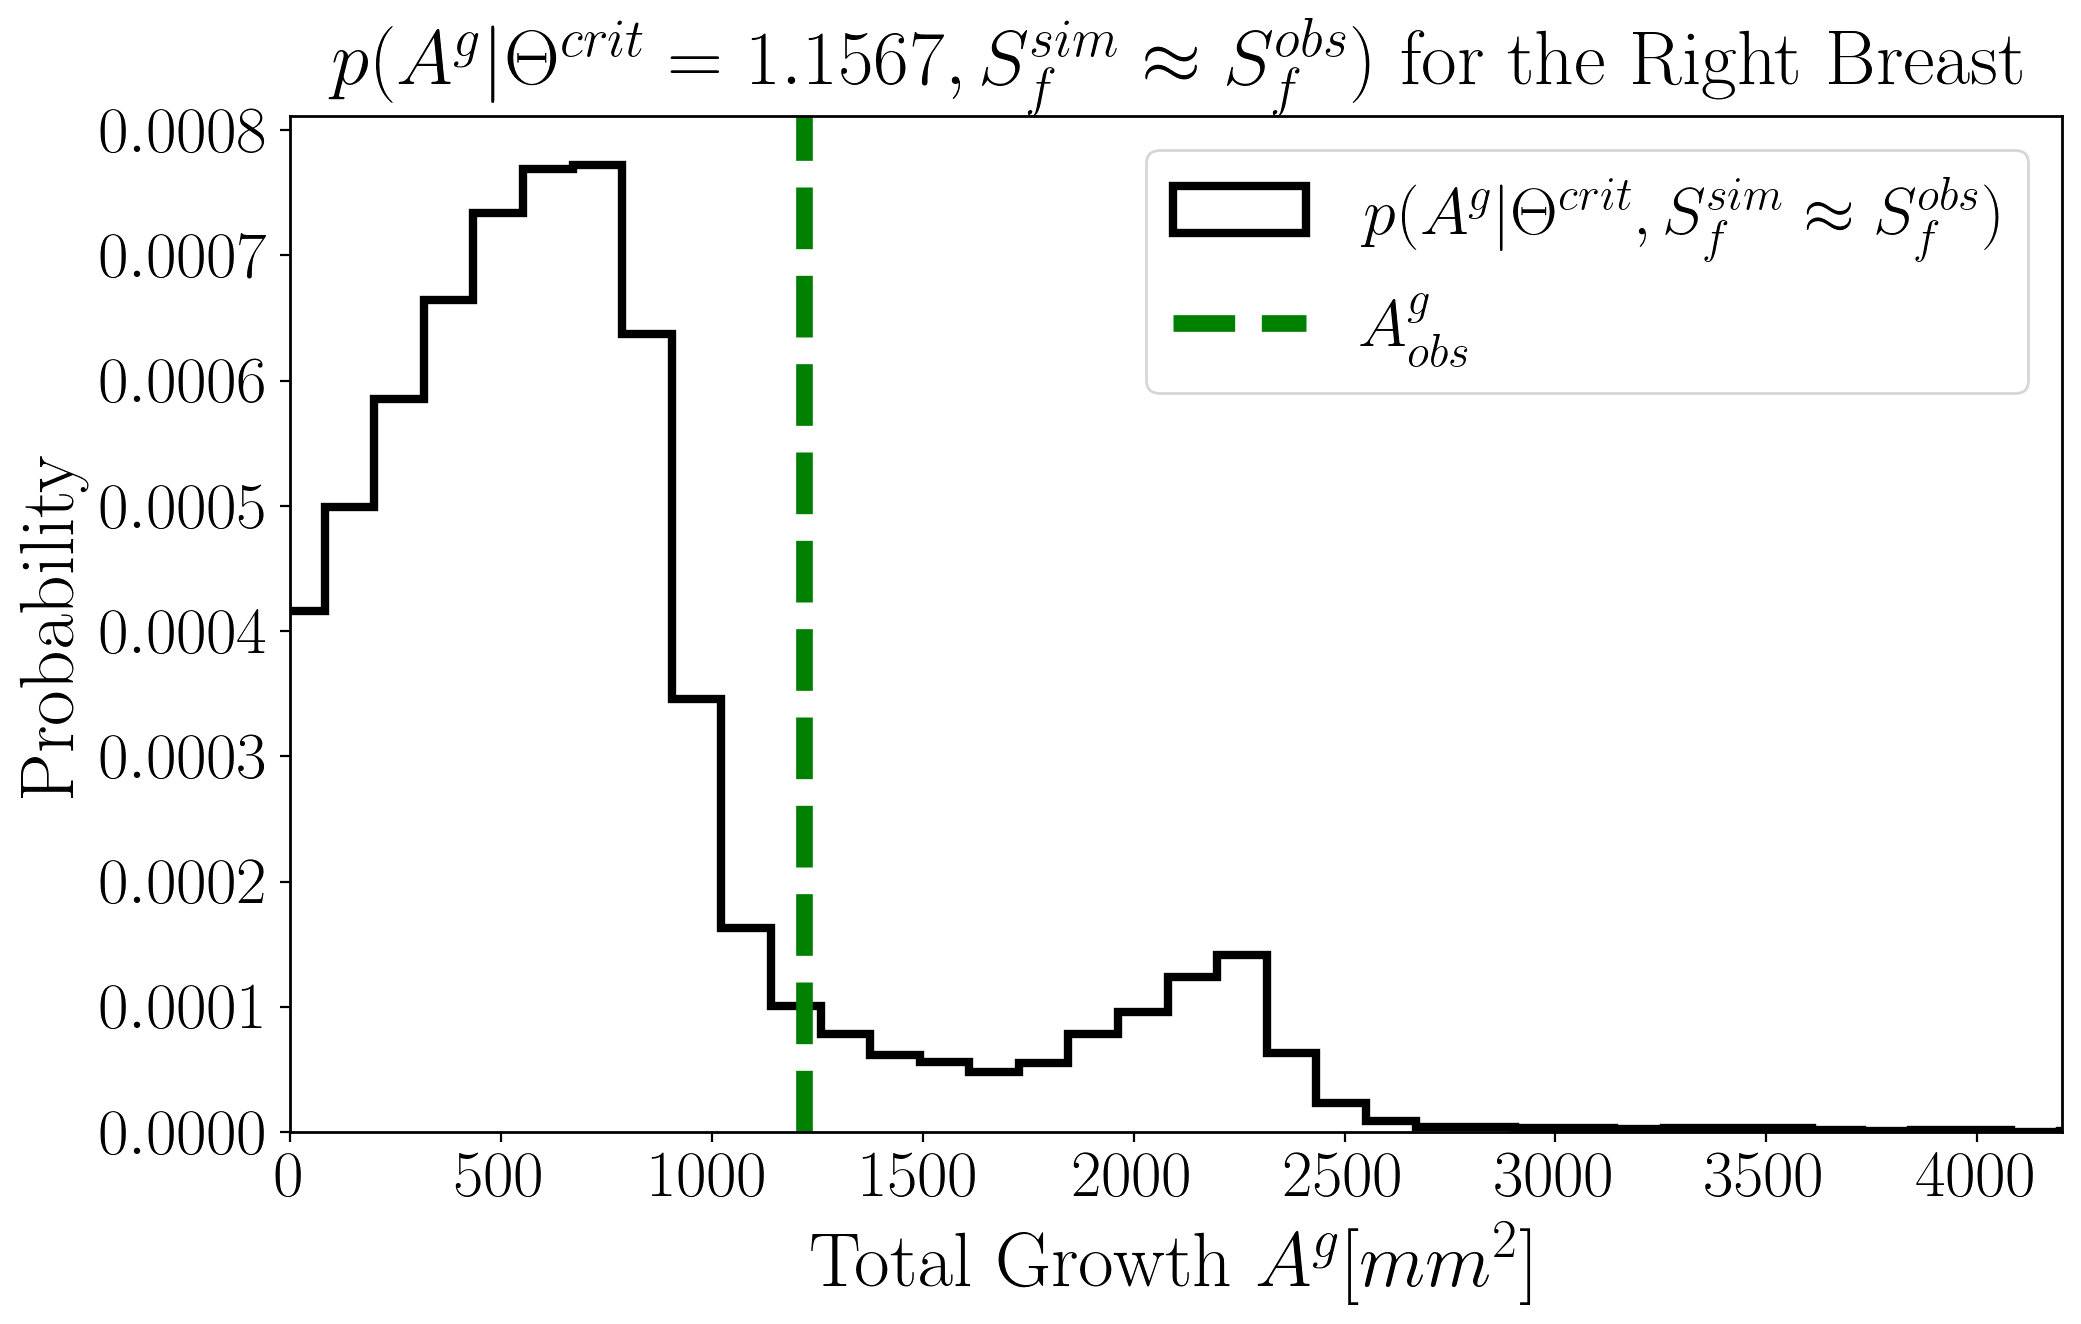 p(A^g|Θ^{crit} = 1.1567, S_f^{sim} ≈ S_f^{obs}) for the Right Breast
p(A^g|Θ^{crit}, S_f^{sim} ≈ S_f^{obs})
A_{obs}^g
Probability
0.0008
0.0007
0.0006
0.0005
0.0004
0.0003
0.0002
0.0001
0.0000
0 500 1000 1500 2000 2500 3000 3500 4000
Total Growth A^g[mm^2]